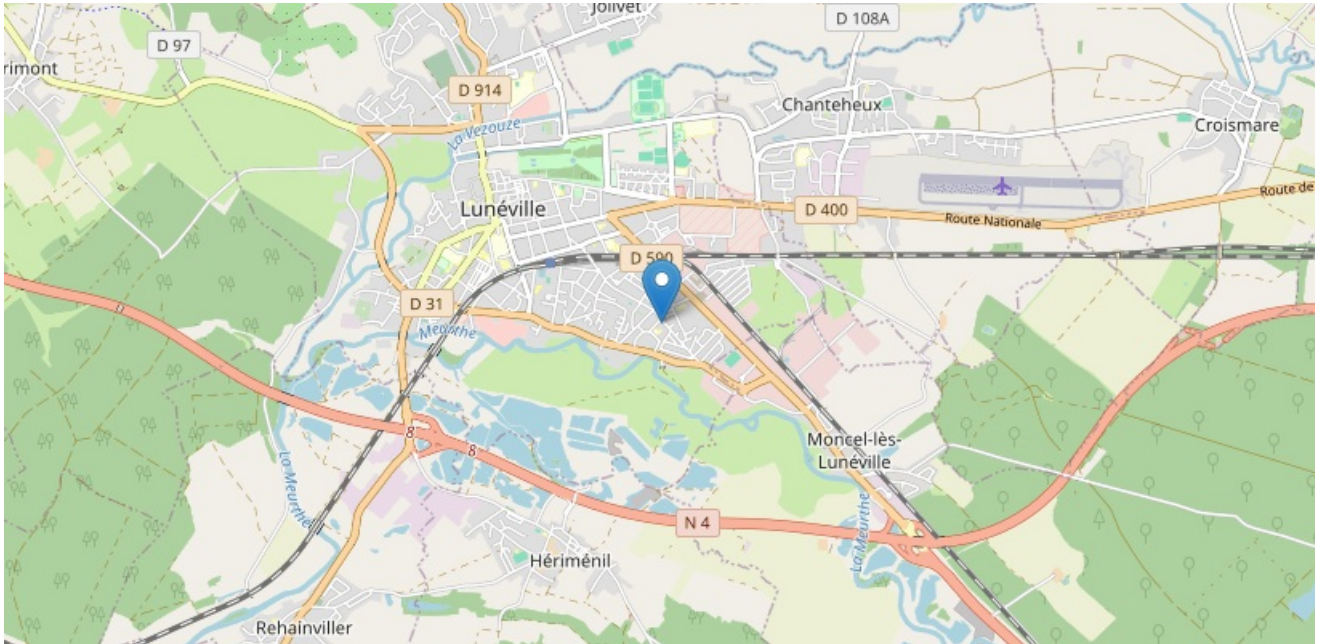 Jolivet
D 108A
D 97
rimont
D 914
Chanteheux
La Vezouze
Croismare
Lunéville
D 400
Route Nationale
Route de
D 590
D 31
Meurthe
8
8
La Meurthe
Moncel-lès-
Lunéville
N 4
La Meurthe
Hériménil
Rehainviller